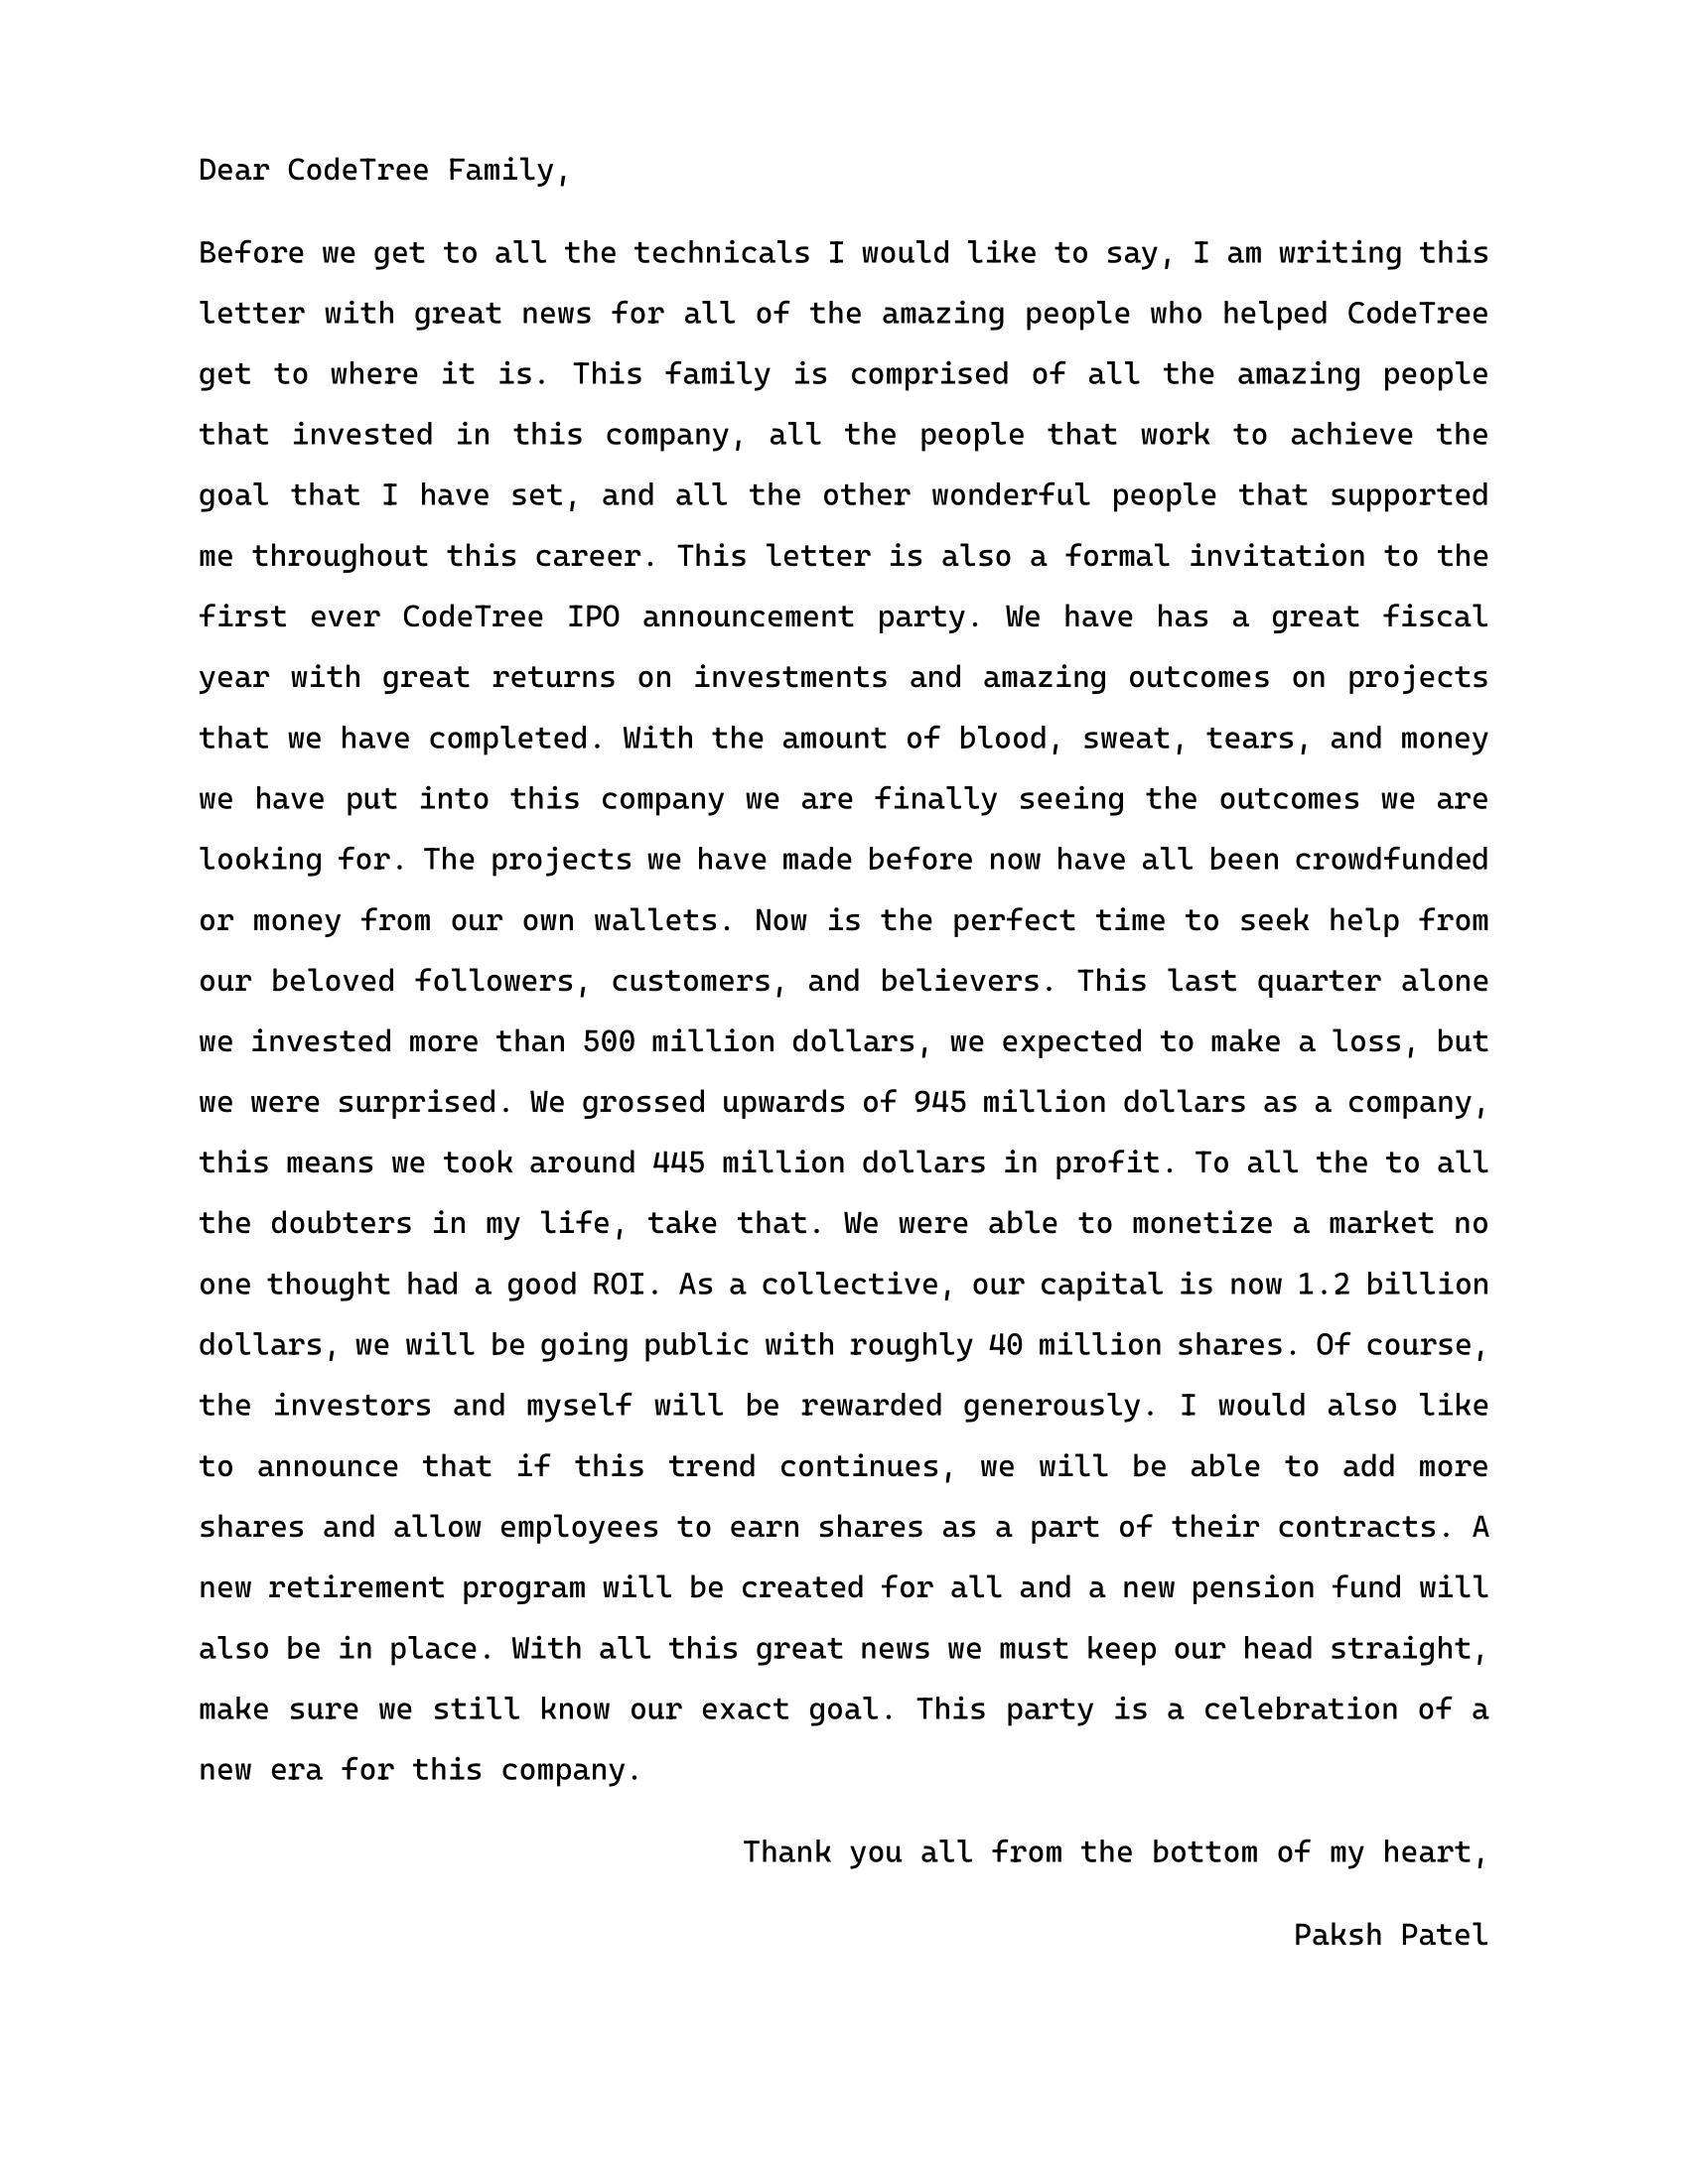 Dear CodeTree Family,
Before we get to all the technicals I would like to say, I am writing this
letter with great news for all of the amazing people who helped CodeTree
get to where it is. This family is comprised of all the amazing people
that invested in this company, all the people that work to achieve the
goal that I have set, and all the other wonderful people that supported
me throughout this career. This letter is also a formal invitation to the
first ever CodeTree IPO announcement party. We have has a great fiscal
year with great returns on investments and amazing outcomes on projects
that we have completed. With the amount of blood, sweat, tears, and money
we have put into this company we are finally seeing the outcomes we are
looking for. The projects we have made before now have all been crowdfunded
or money from our own wallets. Now is the perfect time to seek help from
our beloved followers, customers, and believers. This last quarter alone
we invested more than 500 million dollars, we expected to make a loss, but
we were surprised. We grossed upwards of 945 million dollars as a company,
this means we took around 445 million dollars in profit. To all the to all
the doubters in my life, take that. We were able to monetize a market no
one thought had a good ROI. As a collective, our capital is now 1.2 billion
dollars, we will be going public with roughly 40 million shares. Of course,
the investors and myself will be rewarded generously. I would also like
to announce that if this trend continues, we will be able to add more
shares and allow employees to earn shares as a part of their contracts. A
new retirement program will be created for all and a new pension fund will
also be in place. With all this great news we must keep our head straight,
make sure we still know our exact goal. This party is a celebration of a
new era for this company.
Thank you all from the bottom of my heart,
Paksh Patel